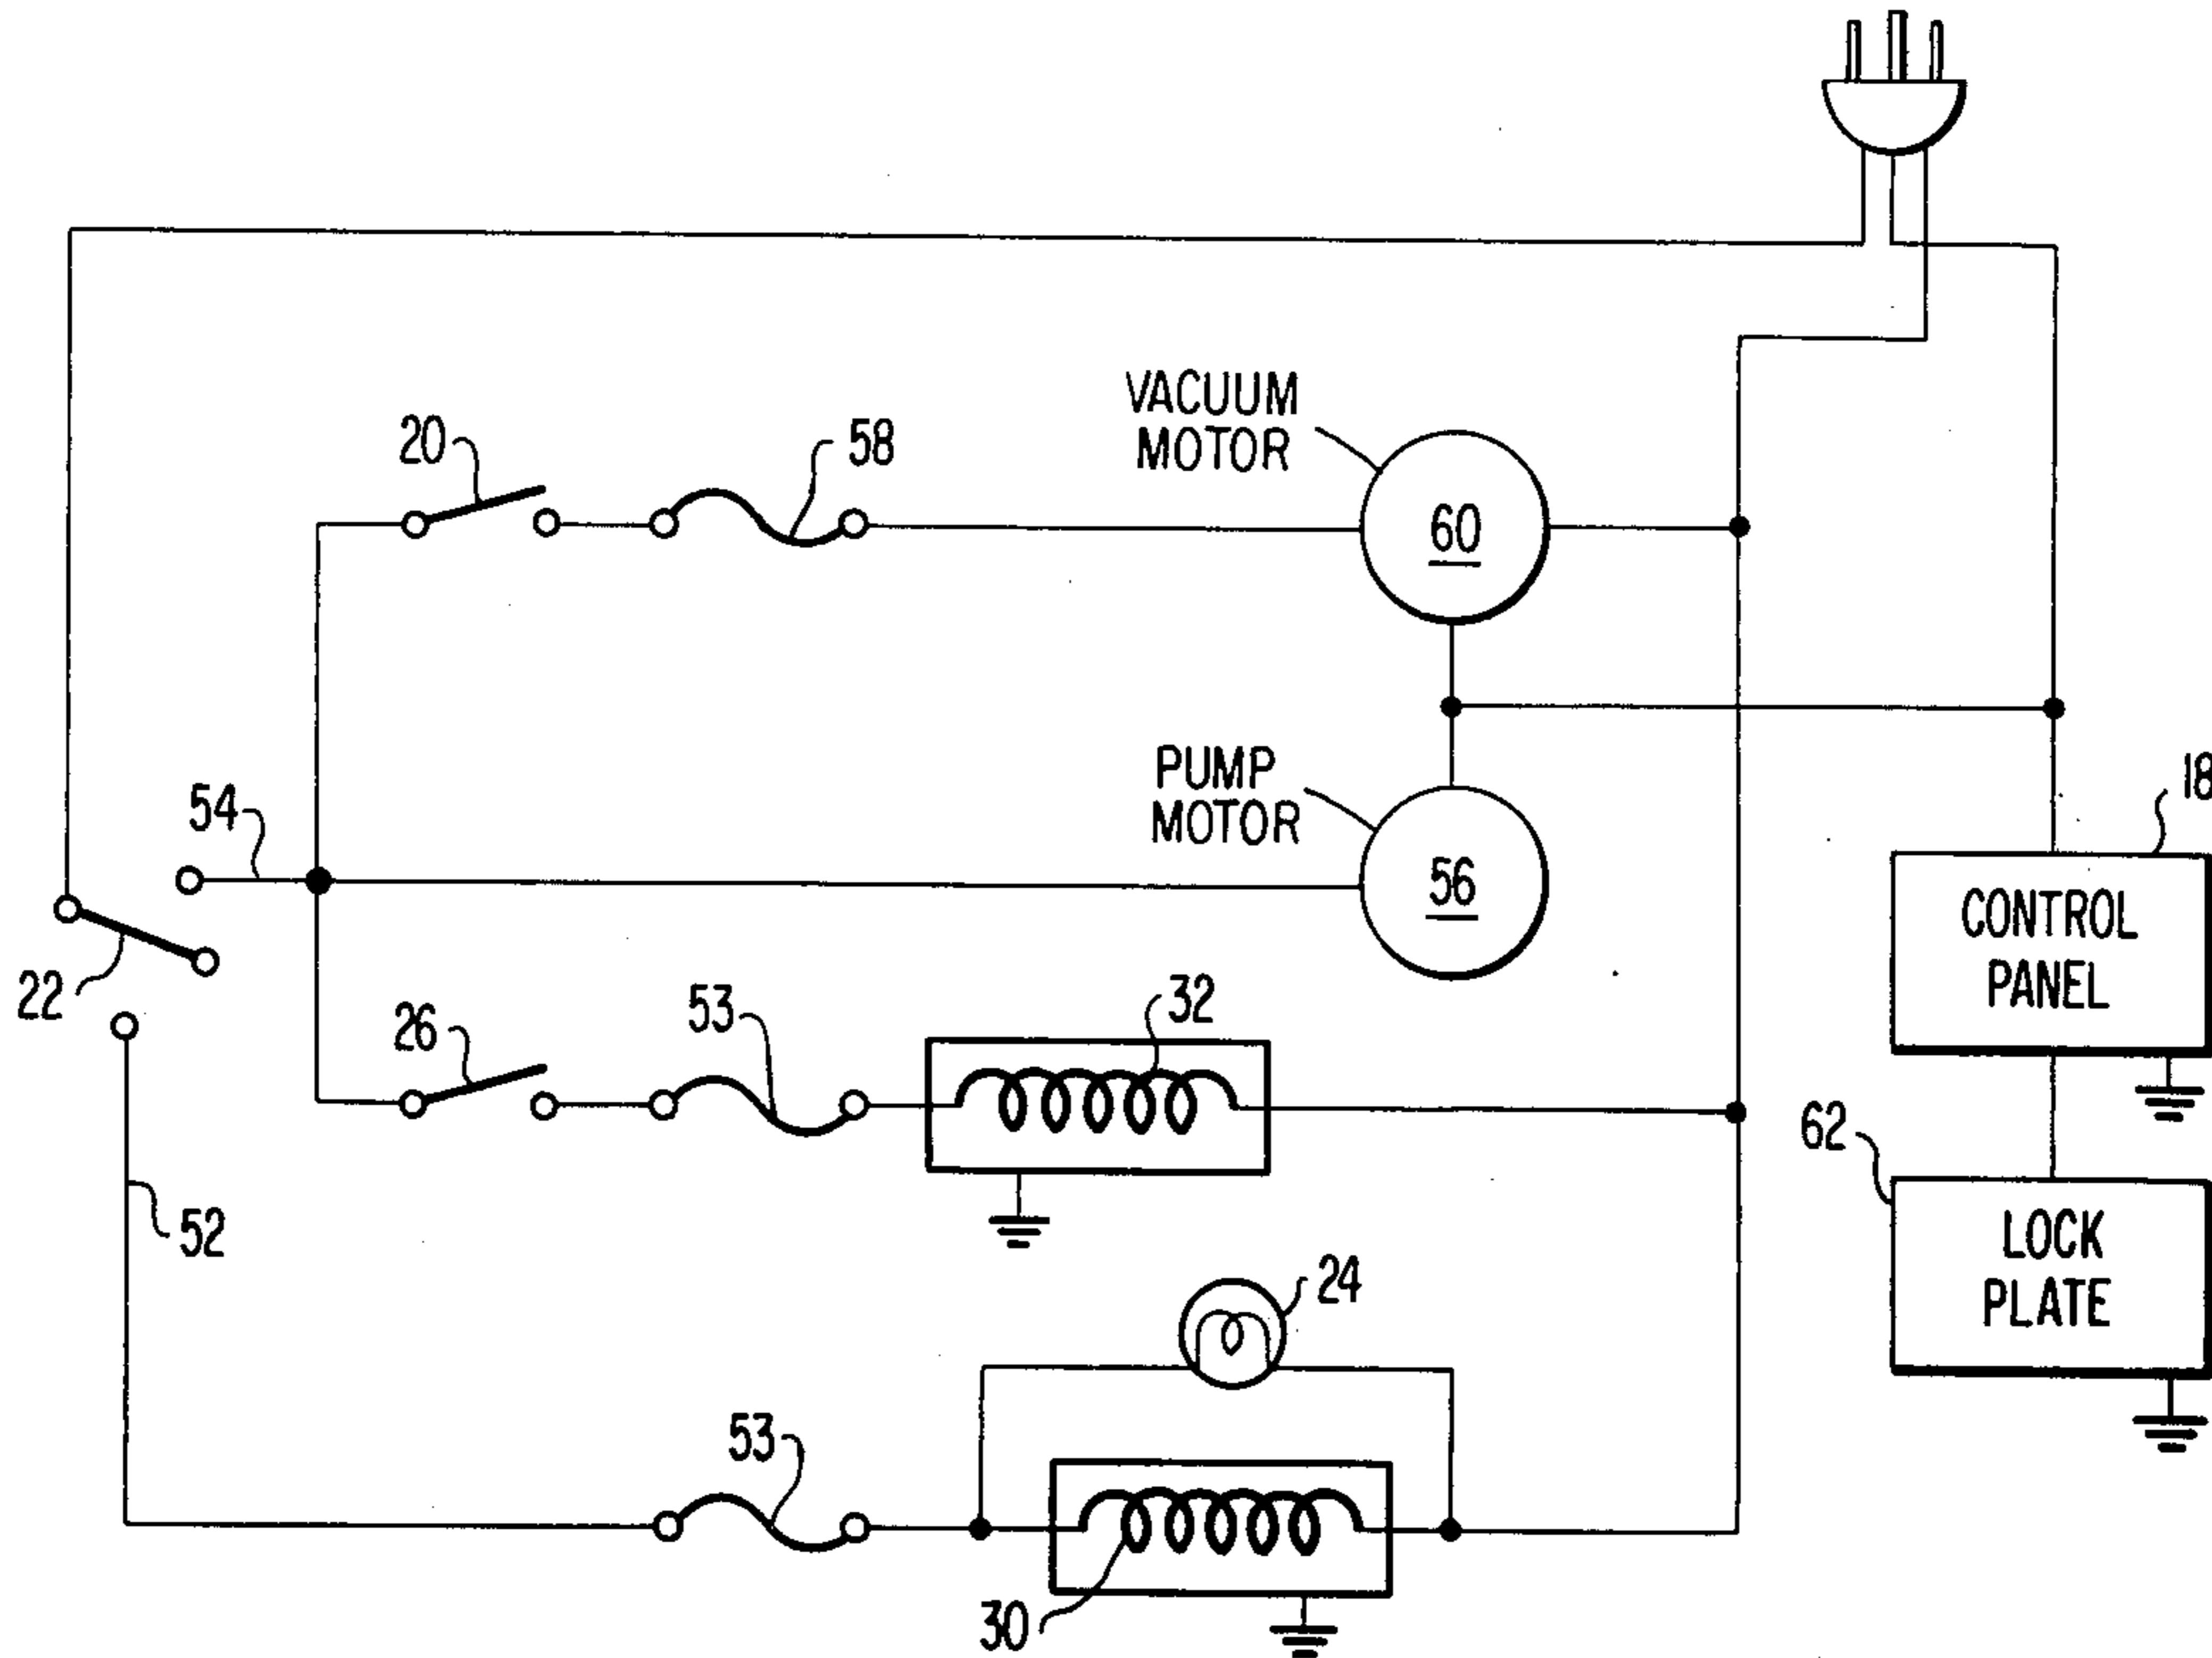 VACUUM
MOTOR
20
58
60
PUMP
MOTOR
18
54
56
CONTROL
PANEL
22
26
53
32
62
52
LOCK
PLATE
24
53
30